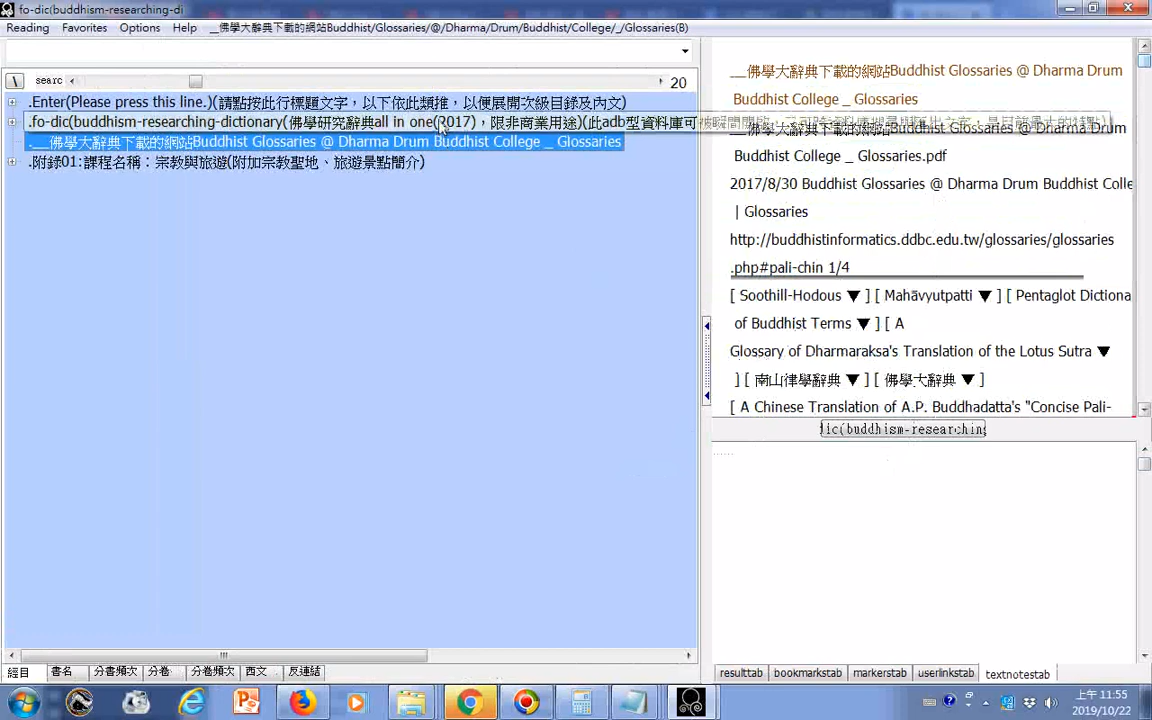 fo-dic(buddhism-researching-di
Reading Favorites Options Help __佛學大辭典下載的網站Buddhist/Glossaries/@/Dharma/Drum/Buddhist/College/_/Glossaries(B)
\ searc 20
.Enter(Please press this line.)(請點按此行標題文字，以下依此類推，以便展開次級目錄及內文)
.fo-dic(buddhism-researching-dictionary(佛學研究辭典all in one(2017)，限非商業用途)(此adb型資料庫可
.__佛學大辭典下載的網站Buddhist Glossaries @ Dharma Drum Buddhist College _ Glossaries
.附錄01:課程名稱：宗教與旅遊(附加宗教聖地、旅遊景點簡介)
經目 書名 分書頻次 分卷 分卷頻次 西文 反連結
__佛學大辭典下載的網站Buddhist Glossaries @ Dharma Drum
Buddhist College _ Glossaries
Buddhist College _ Glossaries.pdf
2017/8/30 Buddhist Glossaries @ Dharma Drum Buddhist Colle
| Glossaries
http://buddhistinformatics.ddbc.edu.tw/glossaries/glossaries
.php#pali-chin 1/4
[ Soothill-Hodous ▼ ] [ Mahāvyutpatti ▼ ] [ Pentaglot Dictiona
of Buddhist Terms ▼ ] [ A
Glossary of Dharmaraksa's Translation of the Lotus Sutra ▼
] [ 南山律學辭典 ▼ ] [ 佛學大辭典 ▼ ]
[ A Chinese Translation of A.P. Buddhadatta's "Concise Pali-
dic(buddhism-researching
......
resulttab bookmarkstab markerstab userlinkstab textnotestab
上午 11:55
2019/10/22